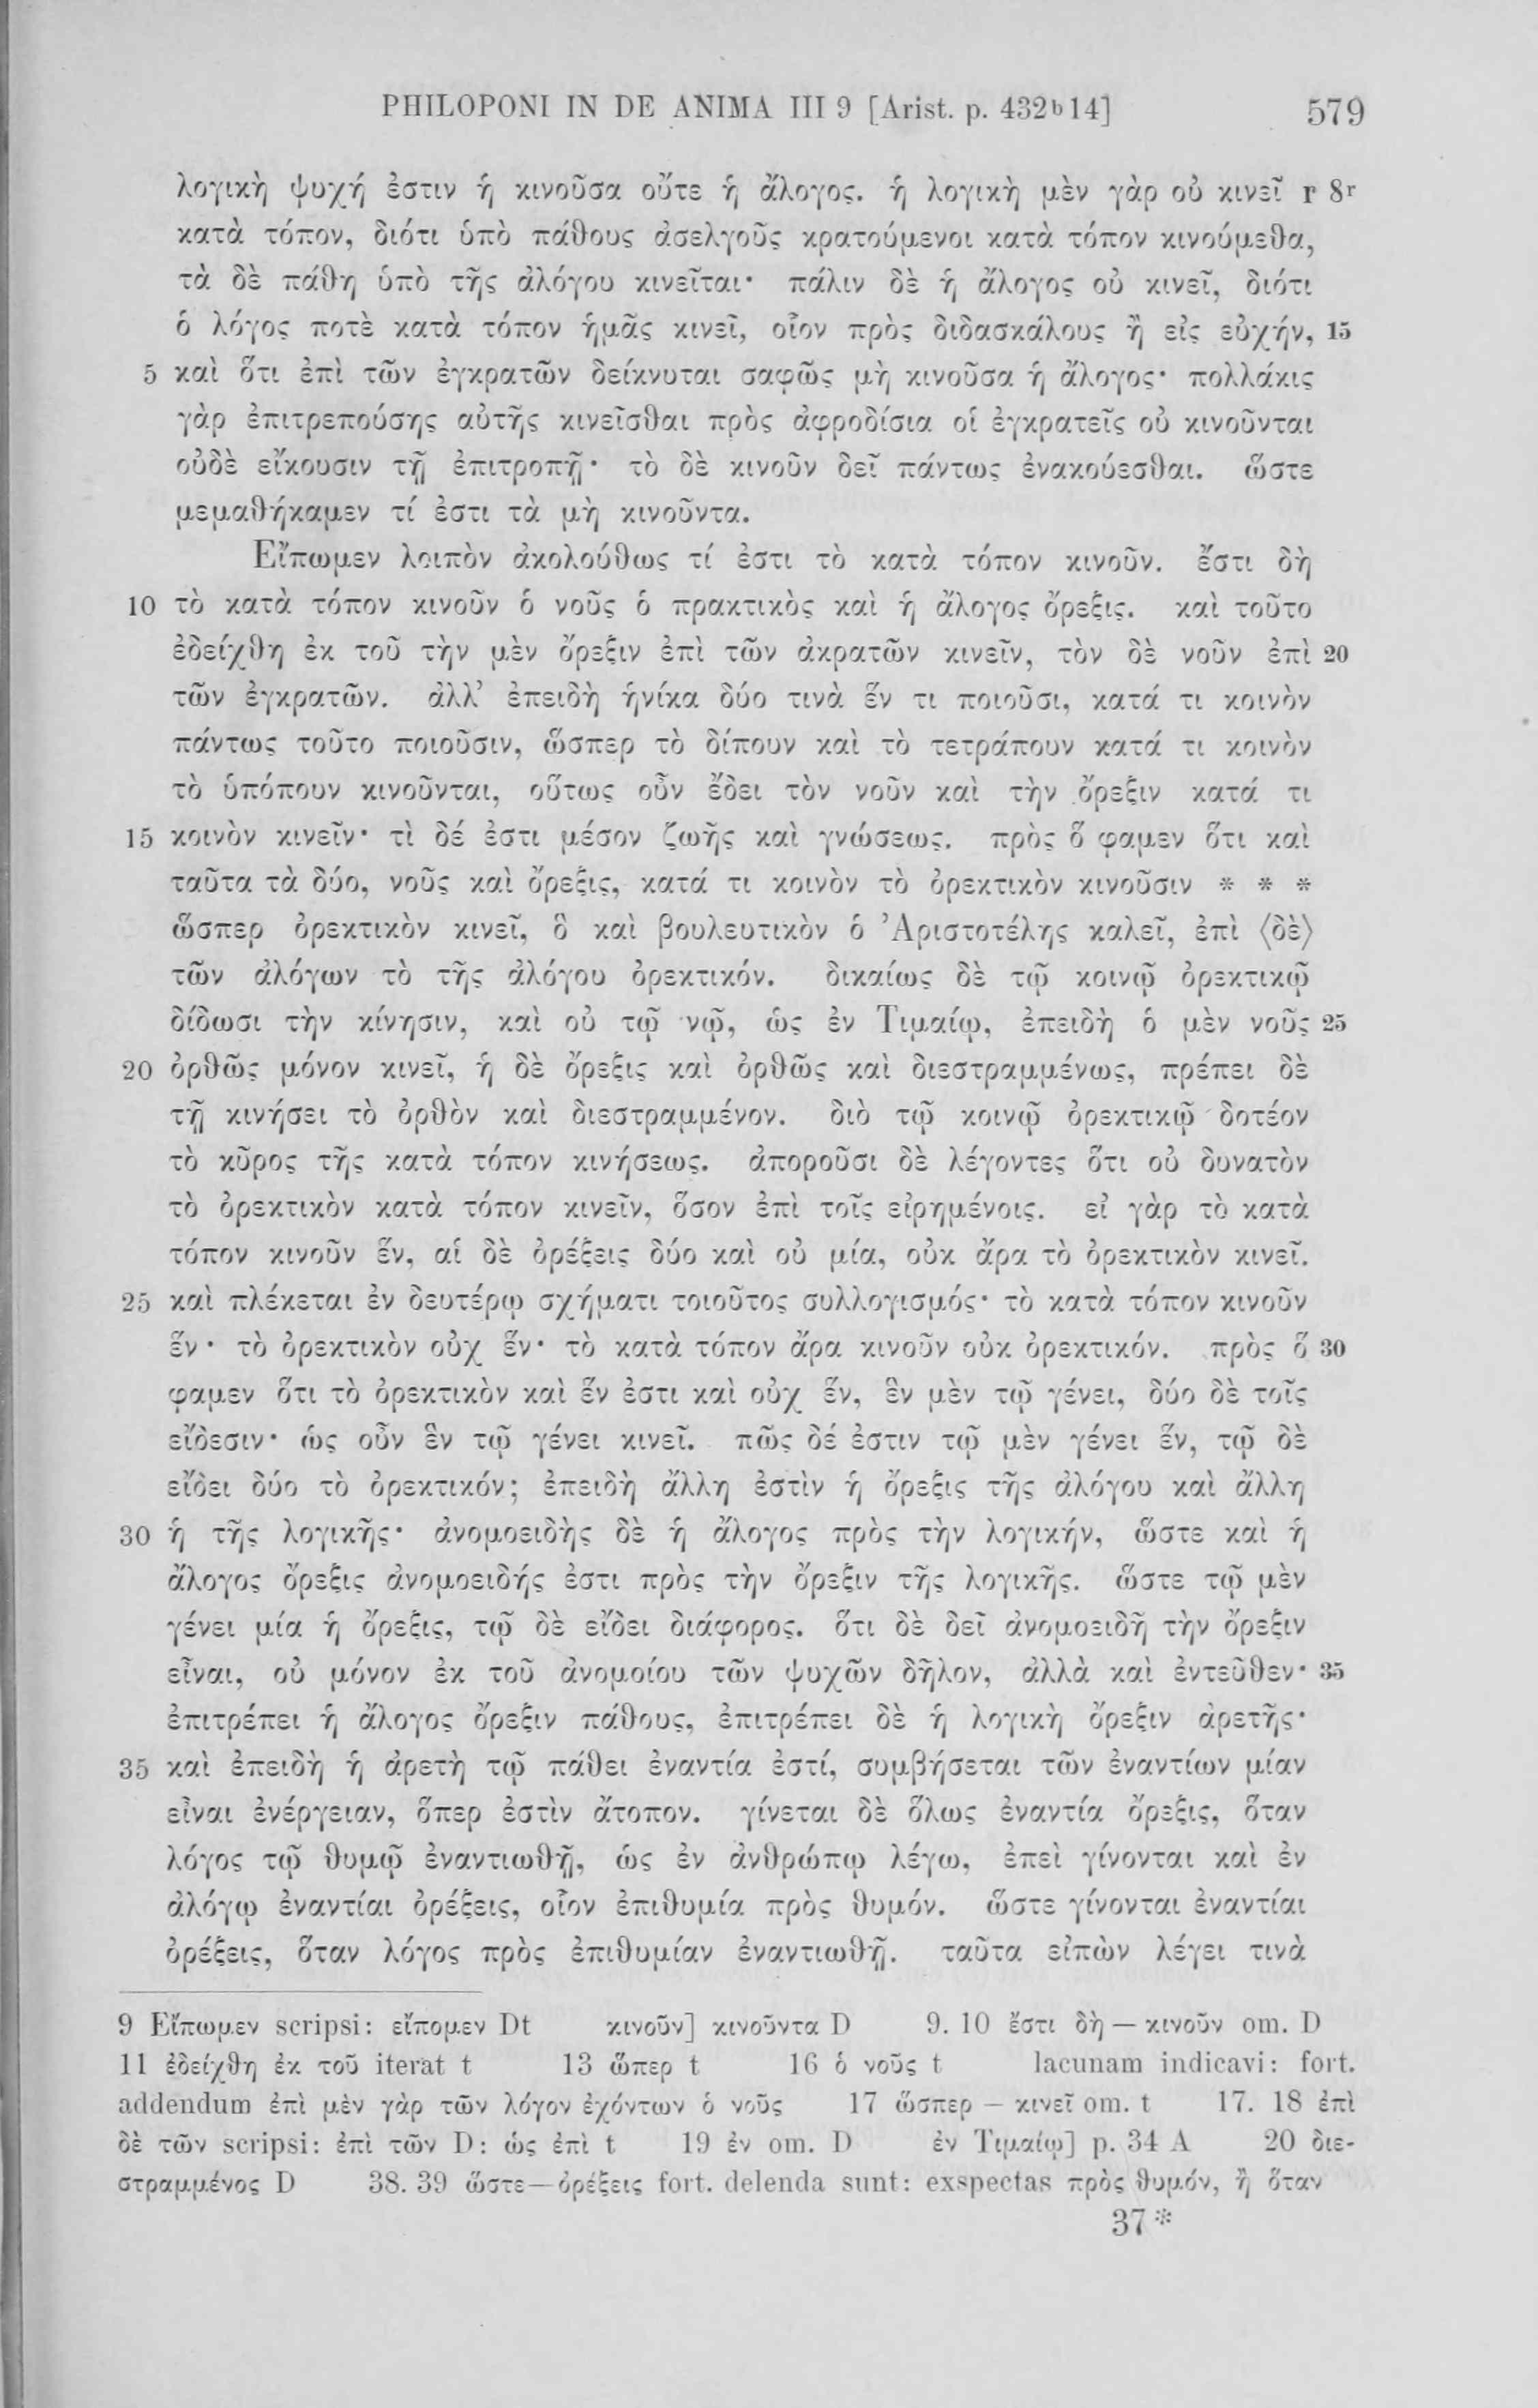 PHILOPONI IN DE ANIMA III 9 [Arist. p. 432b14] 579
λογικὴ ψυχή ἐστιν ἡ κινοῦσα οὔτε ἡ ἄλογος. ἡ λογικὴ μὲν γὰρ οὐ κινεῖ r 8r
κατὰ τόπον, διότι ὑπὸ πάθους ἀσελγοῦς κρατούμενοι κατὰ τόπον κινούμεθα,
τὰ δὲ πάθη ὑπὸ τῆς ἀλόγου κινεῖται· πάλιν δὲ ἡ ἄλογος οὐ κινεῖ, διότι
ὁ λόγος ποτὲ κατὰ τόπον ἡμᾶς κινεῖ, οἷον πρὸς διδασκάλους ἢ εἰς εὐχήν, 15
5 καὶ ὅτι ἐπὶ τῶν ἐγκρατῶν δείκνυται σαφῶς μὴ κινοῦσα ἡ ἄλογος· πολλάκις
γὰρ ἐπιτρεπούσης αὐτῆς κινεῖσθαι πρὸς ἀφροδίσια οἱ ἐγκρατεῖς οὐ κινοῦνται
οὐδὲ εἴκουσιν τῇ ἐπιτροπῇ· τὸ δὲ κινοῦν δεῖ πάντως ἐνακούεσθαι. ὥστε
μεμαθήκαμεν τί ἐστι τὰ μὴ κινοῦντα.
Εἴπωμεν λοιπὸν ἀκολούθως τί ἐστι τὸ κατὰ τόπον κινοῦν. ἔστι δὴ
10 τὸ κατὰ τόπον κινοῦν ὁ νοῦς ὁ πρακτικὸς καὶ ἡ ἄλογος ὄρεξις. καὶ τοῦτο
ἐδείχθη ἐκ τοῦ τὴν μὲν ὄρεξιν ἐπὶ τῶν ἀκρατῶν κινεῖν, τὸν δὲ νοῦν ἐπὶ 20
τῶν ἐγκρατῶν. ἀλλ’ ἐπειδὴ ἡνίκα δύο τινὰ ἕν τι ποιοῦσι, κατά τι κοινὸν
πάντως τοῦτο ποιοῦσιν, ὥσπερ τὸ δίπουν καὶ τὸ τετράπουν κατά τι κοινὸν
τὸ ὑπόπουν κινοῦνται, οὕτως οὖν ἔδει τὸν νοῦν καὶ τὴν ὄρεξιν κατά τι
15 κοινὸν κινεῖν· τὶ δέ ἐστι μέσον ζωῆς καὶ γνώσεως. πρὸς ὅ φαμεν ὅτι καὶ
ταῦτα τὰ δύο, νοῦς καὶ ὄρεξις, κατά τι κοινὸν τὸ ὀρεκτικὸν κινοῦσιν * * *
ὥσπερ ὀρεκτικὸν κινεῖ, ὃ καὶ βουλευτικὸν ὁ Ἀριστοτέλης καλεῖ, ἐπὶ ⟨δὲ⟩
τῶν ἀλόγων τὸ τῆς ἀλόγου ὀρεκτικόν. δικαίως δὲ τῷ κοινῷ ὀρεκτικῷ
δίδωσι τὴν κίνησιν, καὶ οὐ τῷ νῷ, ὡς ἐν Τιμαίῳ, ἐπειδὴ ὁ μὲν νοῦς 25
20 ὀρθῶς μόνον κινεῖ, ἡ δὲ ὄρεξις καὶ ὀρθῶς καὶ διεστραμμένως, πρέπει δὲ
τῇ κινήσει τὸ ὀρθὸν καὶ διεστραμμένον. διὸ τῷ κοινῷ ὀρεκτικῷ δοτέον
τὸ κῦρος τῆς κατὰ τόπον κινήσεως. ἀποροῦσι δὲ λέγοντες ὅτι οὐ δυνατὸν
τὸ ὀρεκτικὸν κατὰ τόπον κινεῖν, ὅσον ἐπὶ τοῖς εἰρημένοις. εἰ γὰρ τὸ κατὰ
τόπον κινοῦν ἕν, αἱ δὲ ὀρέξεις δύο καὶ οὐ μία, οὐκ ἄρα τὸ ὀρεκτικὸν κινεῖ.
25 καὶ πλέκεται ἐν δευτέρῳ σχήματι τοιοῦτος συλλογισμός· τὸ κατὰ τόπον κινοῦν
ἕν· τὸ ὀρεκτικὸν οὐχ ἕν· τὸ κατὰ τόπον ἄρα κινοῦν οὐκ ὀρεκτικόν. πρὸς ὅ 30
φαμεν ὅτι τὸ ὀρεκτικὸν καὶ ἕν ἐστι καὶ οὐχ ἕν, ἓν μὲν τῷ γένει, δύο δὲ τοῖς
εἴδεσιν· ὡς οὖν ἓν τῷ γένει κινεῖ. πῶς δέ ἐστιν τῷ μὲν γένει ἕν, τῷ δὲ
εἴδει δύο τὸ ὀρεκτικόν; ἐπειδὴ ἄλλη ἐστὶν ἡ ὄρεξις τῆς ἀλόγου καὶ ἄλλη
30 ἡ τῆς λογικῆς· ἀνομοειδὴς δὲ ἡ ἄλογος πρὸς τὴν λογικήν, ὥστε καὶ ἡ
ἄλογος ὄρεξις ἀνομοειδής ἐστι πρὸς τὴν ὄρεξιν τῆς λογικῆς. ὥστε τῷ μὲν
γένει μία ἡ ὄρεξις, τῷ δὲ εἴδει διάφορος. ὅτι δὲ δεῖ ἀνομοειδῆ τὴν ὄρεξιν
εἶναι, οὐ μόνον ἐκ τοῦ ἀνομοίου τῶν ψυχῶν δῆλον, ἀλλὰ καὶ ἐντεῦθεν· 35
ἐπιτρέπει ἡ ἄλογος ὄρεξιν πάθους, ἐπιτρέπει δὲ ἡ λογικὴ ὄρεξιν ἀρετῆς·
35 καὶ ἐπειδὴ ἡ ἀρετὴ τῷ πάθει ἐναντία ἐστί, συμβήσεται τῶν ἐναντίων μίαν
εἶναι ἐνέργειαν, ὅπερ ἐστὶν ἄτοπον. γίνεται δὲ ὅλως ἐναντία ὄρεξις, ὅταν
λόγος τῷ θυμῷ ἐναντιωθῇ, ὡς ἐν ἀνθρώπῳ λέγω, ἐπεὶ γίνονται καὶ ἐν
ἀλόγῳ ἐναντίαι ὀρέξεις, οἷον ἐπιθυμία πρὸς θυμόν. ὥστε γίνονται ἐναντίαι
ὀρέξεις, ὅταν λόγος πρὸς ἐπιθυμίαν ἐναντιωθῇ. ταῦτα εἰπὼν λέγει τινὰ
9 Εἴπωμεν scripsi: εἴπομεν Dt κινοῦν] κινοῦντα D 9. 10 ἔστι δὴ — κινοῦν om. D
11 ἐδείχθη ἐκ τοῦ iterat t 13 ὥπερ t 16 ὁ νοῦς t lacunam indicavi: fort.
addendum ἐπὶ μὲν γὰρ τῶν λόγον ἐχόντων ὁ νοῦς 17 ὥσπερ — κινεῖ om. t 17. 18 ἐπὶ
δὲ τῶν scripsi: ἐπὶ τῶν D: ὡς ἐπὶ t 19 ἐν om. D ἐν Τιμαίῳ] p. 34 A 20 διε-
στραμμένος D 38. 39 ὥστε—ὀρέξεις fort. delenda sunt: exspectas πρὸς θυμόν, ἢ ὅταν
37*